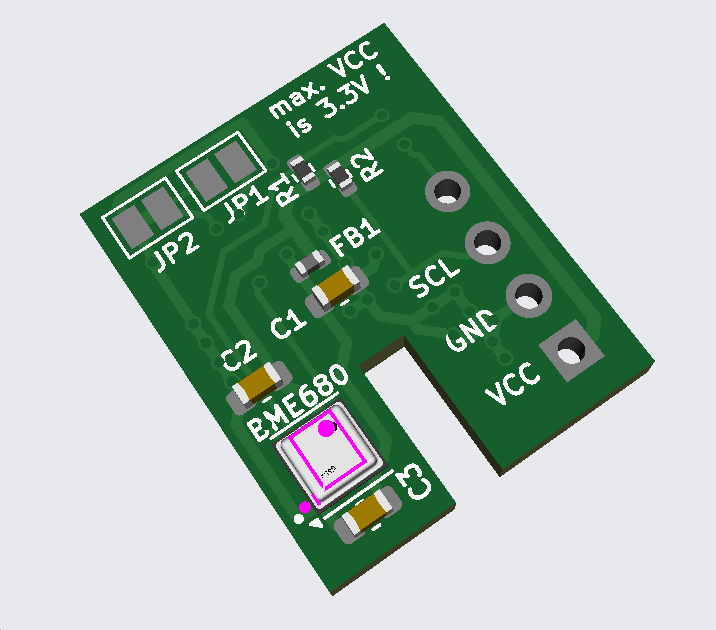 max. VCC
is 3.3V !
JP1
JP2
R1
R2
FB1
SCL
C1
GND
C2
VCC
BME680
C3